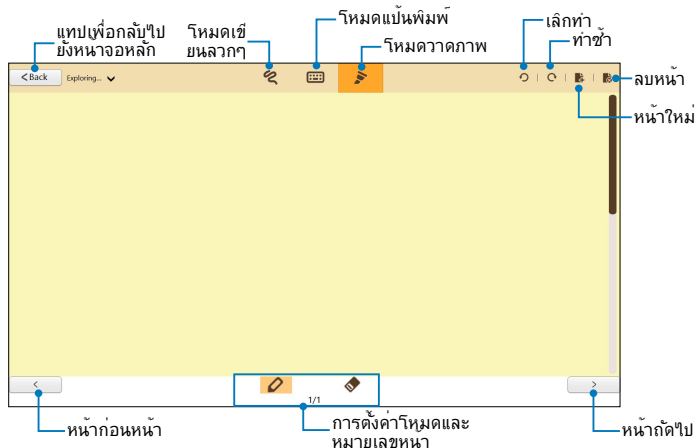 โหมดแป้นพิมพ์
เลิกทำ
แทปเพื่อกลับไป
ยังหน้าจอหลัก
โหมดเขี
ยนลวกๆ
โหมดวาดภาพ
ทำซ้ำ
< Back
Exploring...
ลบหน้า
หน้าใหม่
<
>
1/1
หน้าก่อนหน้า
การตั้งค่าโหมดและ
หมายเลขหน้า
หน้าถัดไป